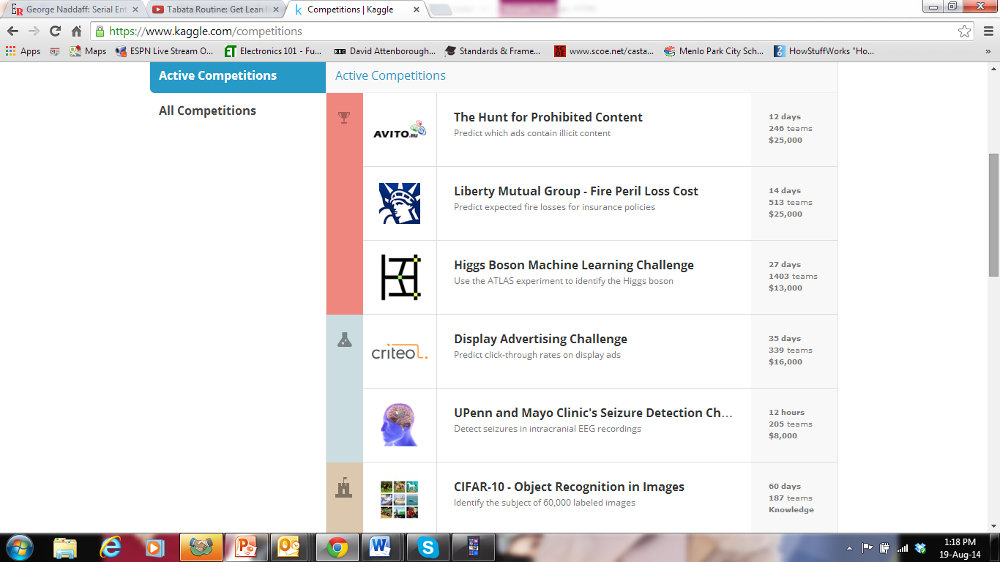 George Naddaff: Serial Ent
Tabata Routine: Get Lean I
Competitions | Kaggle
https://www.kaggle.com/competitions
Apps
Maps
ESPN Live Stream O...
Electronics 101 - Fu...
BBC
David Attenborough...
Standards & Frame...
www.scoe.net/casta...
Menlo Park City Sch...
HowStuffWorks "Ho...
»
Active Competitions
All Competitions
Active Competitions
AVITO.RU
The Hunt for Prohibited Content
Predict which ads contain illicit content
12 days
246 teams
$25,000
Liberty Mutual Group - Fire Peril Loss Cost
Predict expected fire losses for insurance policies
14 days
513 teams
$25,000
Higgs Boson Machine Learning Challenge
Use the ATLAS experiment to identify the Higgs boson
27 days
1403 teams
$13,000
criteo
Display Advertising Challenge
Predict click-through rates on display ads
35 days
339 teams
$16,000
UPenn and Mayo Clinic's Seizure Detection Ch...
Detect seizures in intracranial EEG recordings
12 hours
205 teams
$8,000
CIFAR-10 - Object Recognition in Images
Identify the subject of 60,000 labeled images
60 days
187 teams
Knowledge
1:18 PM
19-Aug-14